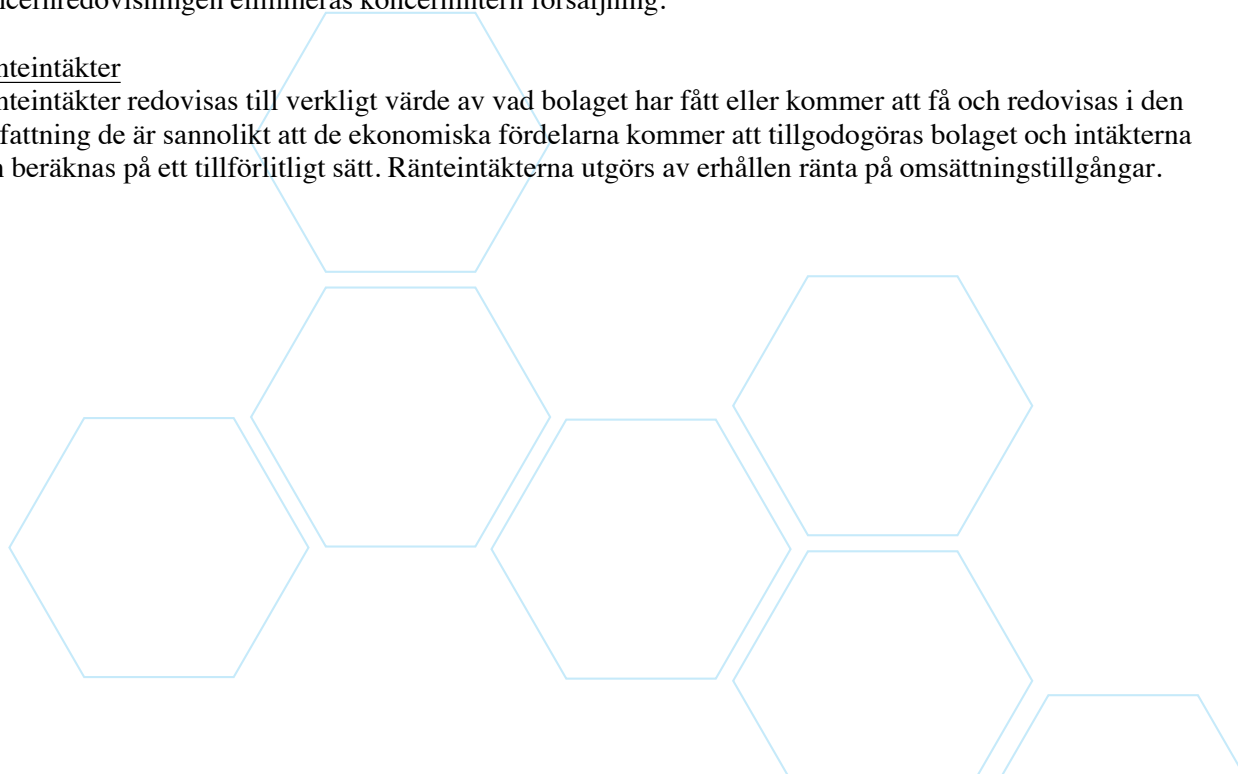 koncernintern försäljning.
nteintäkter
nteintäkter redovisas till verkligt värde av vad bolaget har fått eller kommer att få och redovisas i den
fattning de är sannolikt att de ekonomiska fördelarna kommer att tillgodogöras bolaget och intäkterna
beräknas på ett tillförlitligt sätt. Ränteintäkterna utgörs av erhållen ränta på omsättningstillgångar.